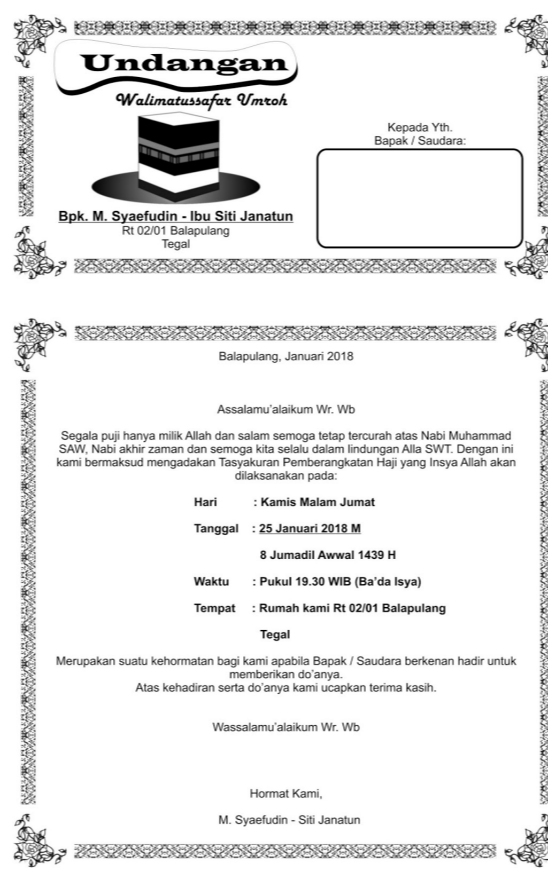 Undangan
Walimatussafar Umroh
Bpk. M. Syaefudin - Ibu Siti Janatun
Rt 02/01 Balapulang
Tegal
Kepada Yth.
Bapak / Saudara:
Balapulang, Januari 2018
Assalamu'alaikum Wr. Wb
Segala puji hanya milik Allah dan salam semoga tetap tercurah atas Nabi Muhammad
SAW, Nabi akhir zaman dan semoga kita selalu dalam lindungan Alla SWT. Dengan ini
kami bermaksud mengadakan Tasyakuran Pemberangkatan Haji yang Insya Allah akan
dilaksanakan pada:
Hari : Kamis Malam Jumat
Tanggal : 25 Januari 2018 M
8 Jumadil Awwal 1439 H
Waktu : Pukul 19.30 WIB (Ba'da Isya)
Tempat : Rumah kami Rt 02/01 Balapulang
Tegal
Merupakan suatu kehormatan bagi kami apabila Bapak / Saudara berkenan hadir untuk
memberikan do'anya.
Atas kehadiran serta do'anya kami ucapkan terima kasih.
Wassalamu'alaikum Wr. Wb
Hormat Kami,
M. Syaefudin - Siti Janatun